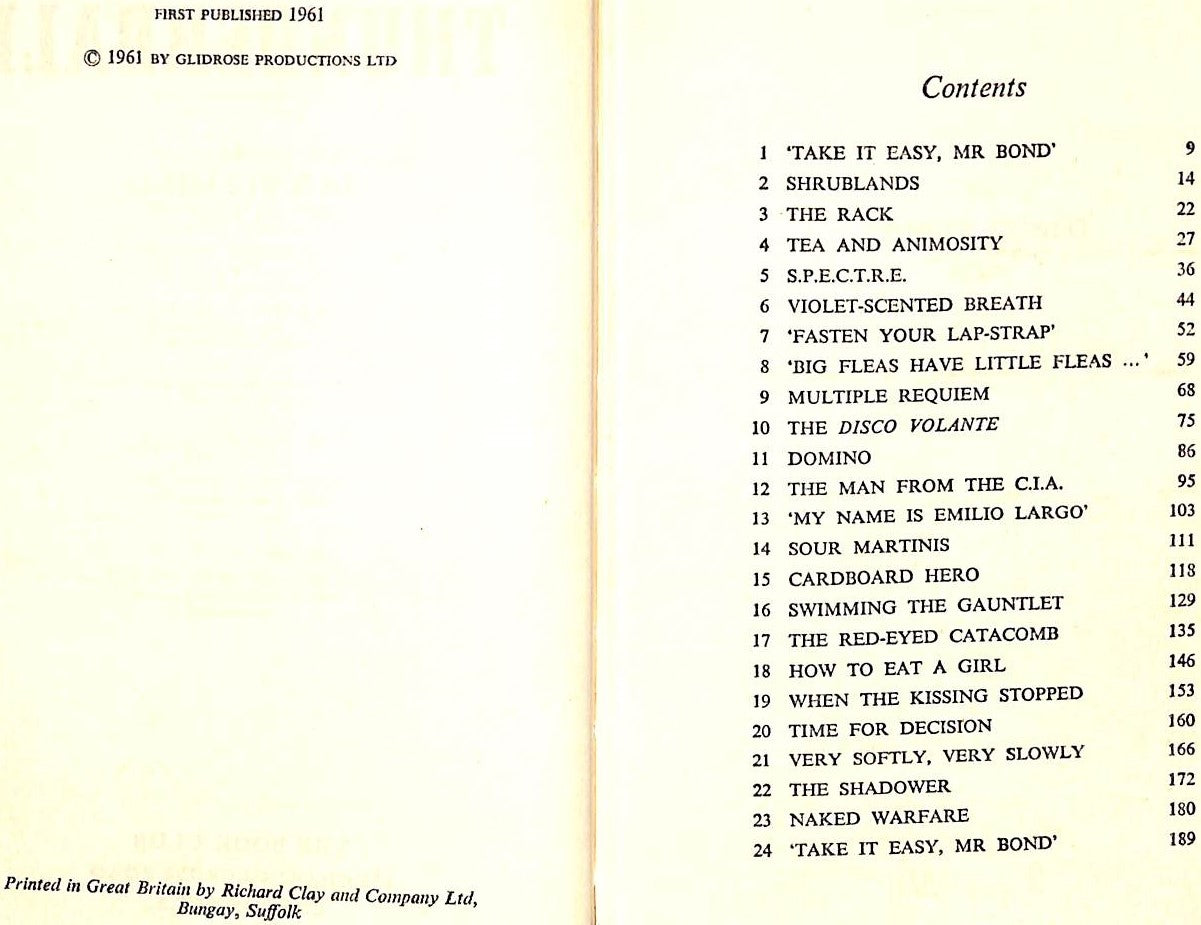 FIRST PUBLISHED 1961
© 1961 BY GLIDROSE PRODUCTIONS LTD
Printed in Great Britain by Richard Clay and Company Ltd,
Bungay, Suffolk
Contents
1 ‘TAKE IT EASY, MR BOND’ 9
2 SHRUBLANDS 14
3 THE RACK 22
4 TEA AND ANIMOSITY 27
5 S.P.E.C.T.R.E. 36
6 VIOLET-SCENTED BREATH 44
7 ‘FASTEN YOUR LAP-STRAP’ 52
8 ‘BIG FLEAS HAVE LITTLE FLEAS ...’ 59
9 MULTIPLE REQUIEM 68
10 THE DISCO VOLANTE 75
11 DOMINO 86
12 THE MAN FROM THE C.I.A. 95
13 ‘MY NAME IS EMILIO LARGO’ 103
14 SOUR MARTINIS 111
15 CARDBOARD HERO 118
16 SWIMMING THE GAUNTLET 129
17 THE RED-EYED CATACOMB 135
18 HOW TO EAT A GIRL 146
19 WHEN THE KISSING STOPPED 153
20 TIME FOR DECISION 160
21 VERY SOFTLY, VERY SLOWLY 166
22 THE SHADOWER 172
23 NAKED WARFARE 180
24 ‘TAKE IT EASY, MR BOND’ 189